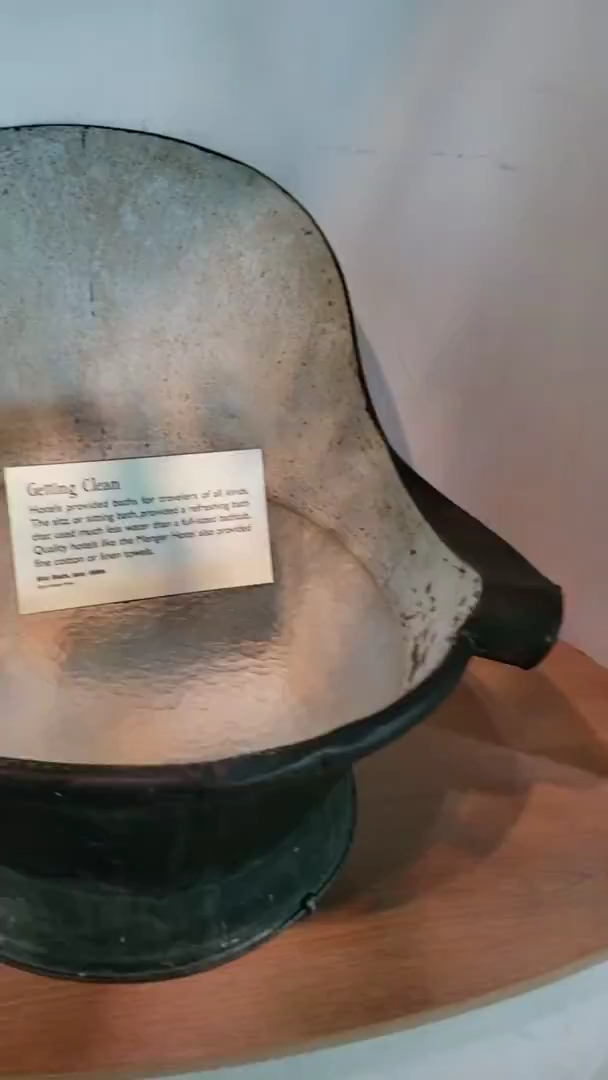 Getting Clean
Hotels provided baths for travelers of all kinds.
The sitz, or sitting bath, provided a refreshing bath
that used much less water than a full-sized bathtub.
Quality hotels like the Menger Hotel also provided
fine cotton or linen towels.
Sitz Bath,